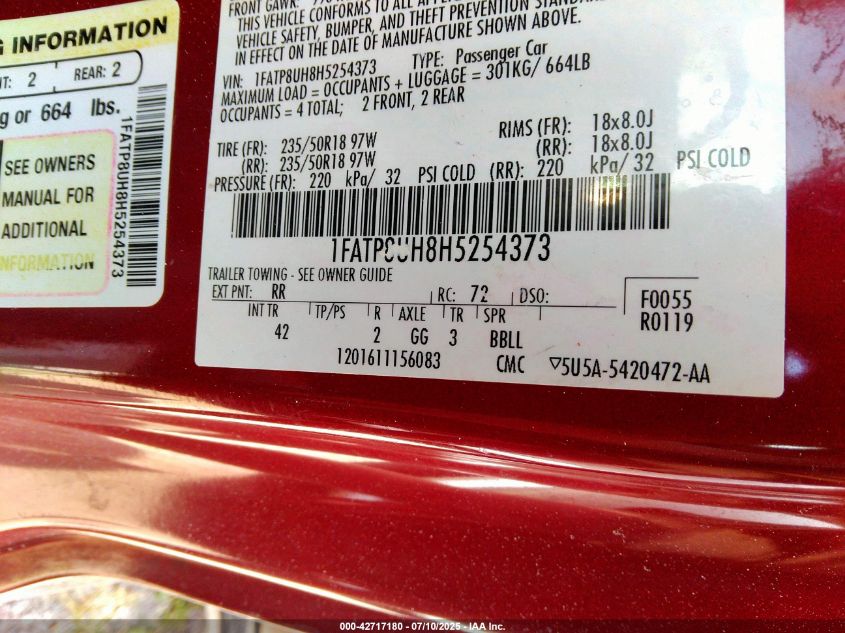 G INFORMATION
NT: 2 REAR: 2
g or 664 lbs.
SEE OWNERS
MANUAL FOR
ADDITIONAL
INFORMATION
1FATP8UH8H5254373
FRONT GAWR:
THIS VEHICLE CONFORMS TO ALL
VEHICLE SAFETY, BUMPER, AND THEFT PREVENTION STANDA
IN EFFECT ON THE DATE OF MANUFACTURE SHOWN ABOVE.
VIN: 1FATP8UH8H5254373 TYPE: Passenger Car
MAXIMUM LOAD = OCCUPANTS + LUGGAGE = 301KG/ 664LB
OCCUPANTS = 4 TOTAL; 2 FRONT, 2 REAR
TIRE (FR): 235/50R18 97W RIMS (FR): 18x8.0J
(RR): 235/50R18 97W (RR): 18x8.0J
PRESSURE (FR): 220 kPa/ 32 PSI COLD (RR): 220 kPa/ 32 PSI COLD
1FATP8UH8H5254373
TRAILER TOWING - SEE OWNER GUIDE
EXT PNT: RR RC: 72 DSO:
INT TR TP/PS R AXLE TR SPR
42 2 GG 3 BBLL
F0055
R0119
1201611156083 CMC ▽5U5A-5420472-AA
000-42717180 - 07/10/2025 - IAA Inc.